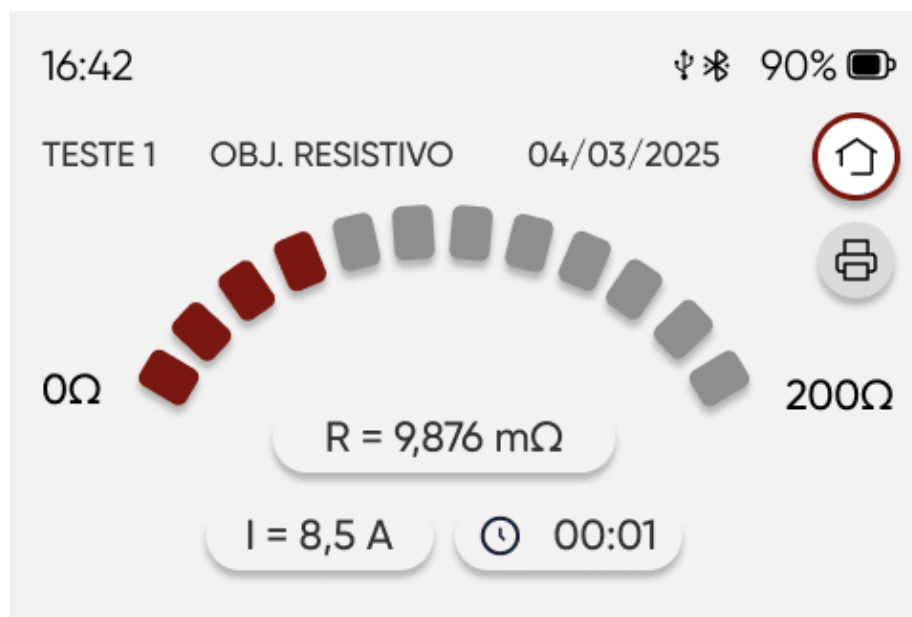 16:42 90%
TESTE 1 OBJ. RESISTIVO 04/03/2025
0Ω 200Ω
R = 9,876 mΩ
I = 8,5 A 00:01